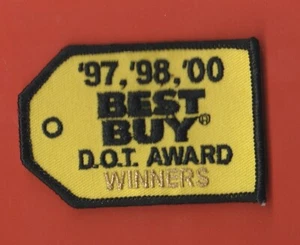 '97, '98, '00
BEST
BUY®
D.O.T. AWARD
WINNERS